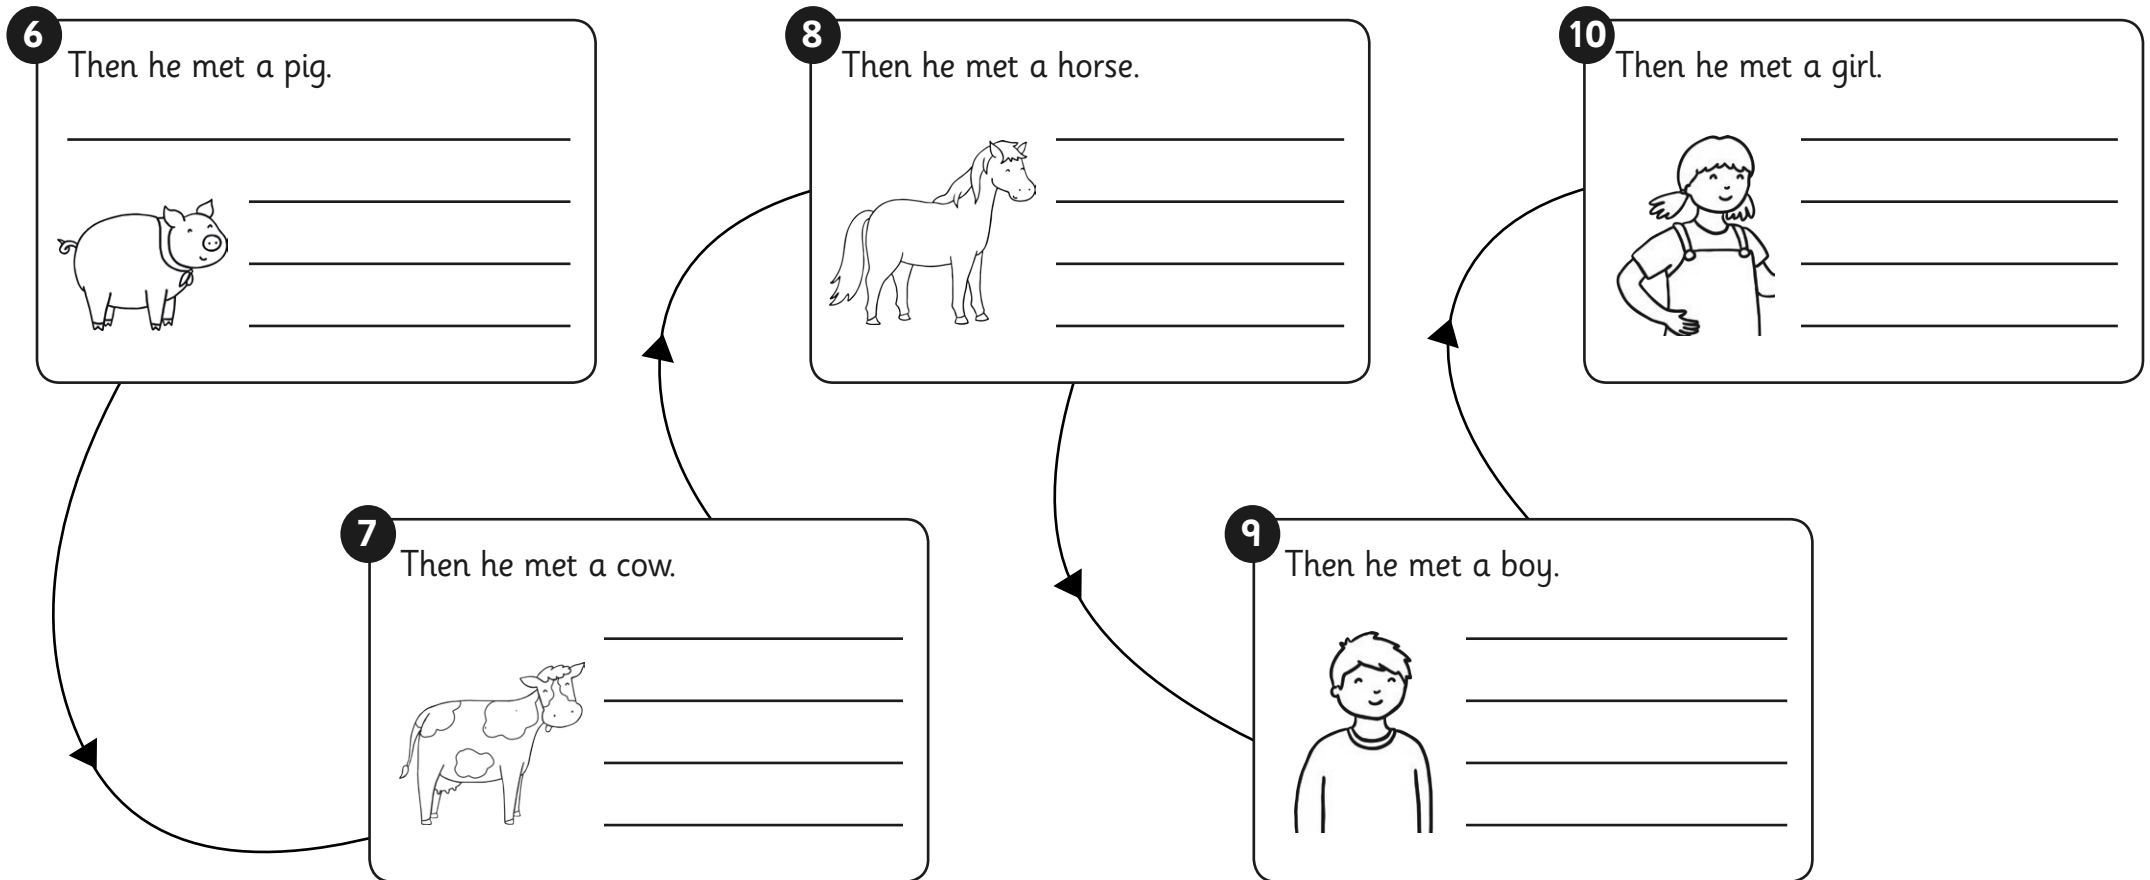 6
Then he met a pig.
7
Then he met a cow.
8
Then he met a horse.
9
Then he met a boy.
10
Then he met a girl.